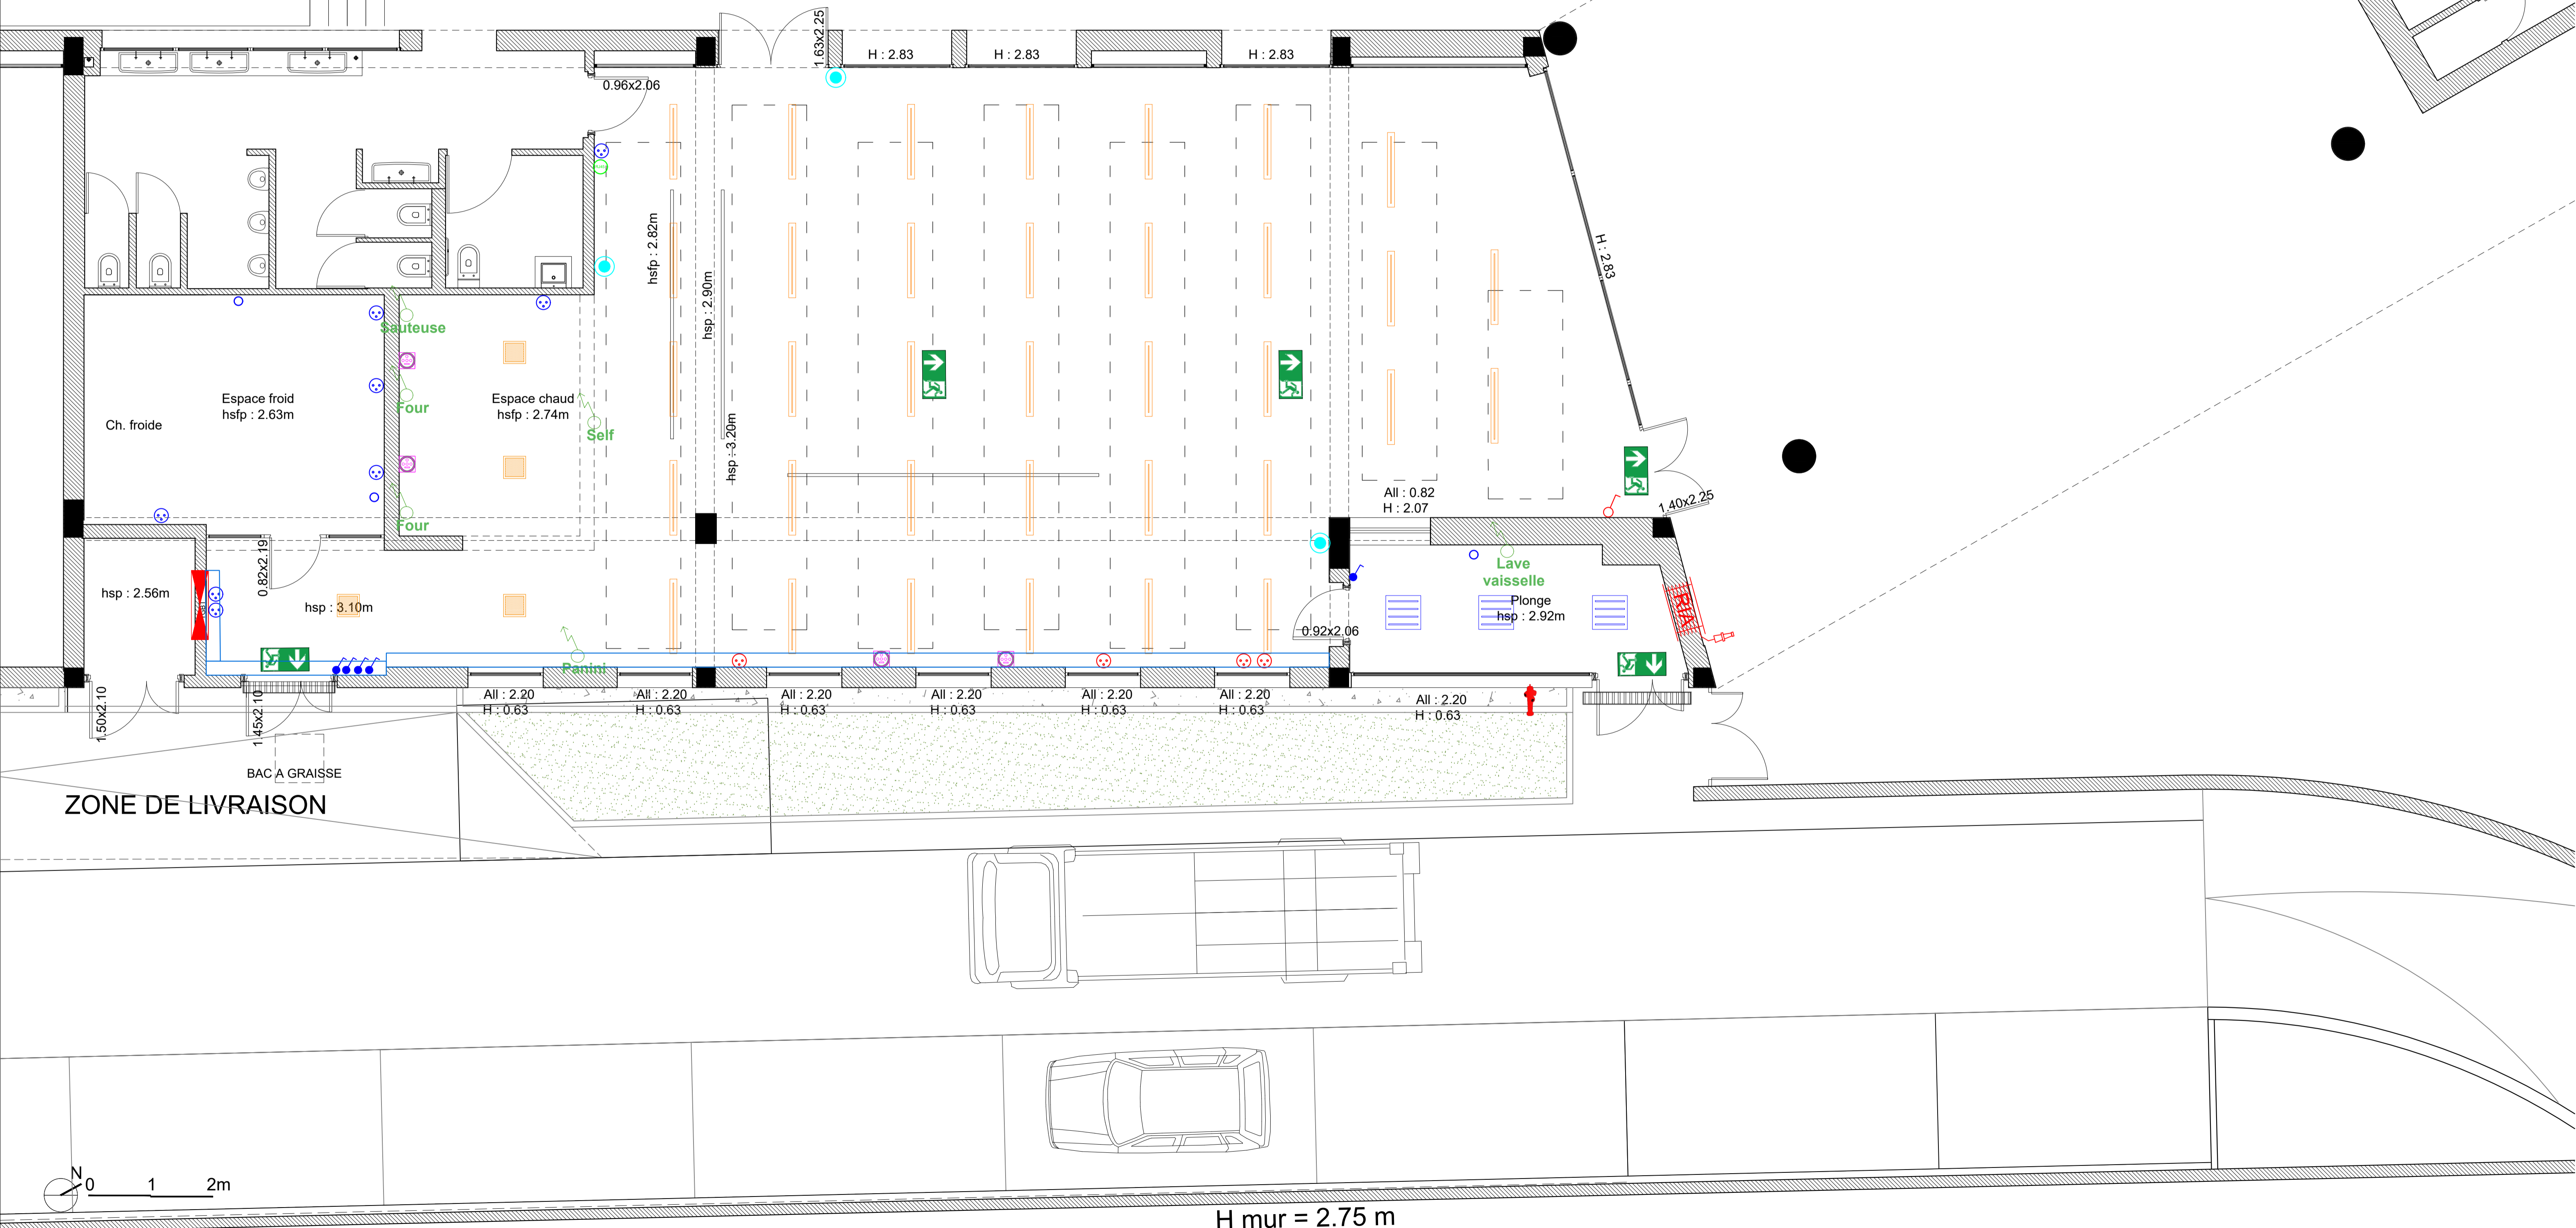 1.63x2.25
H : 2.83
H : 2.83
H : 2.83
0.96x2.06
hsfp : 2.82m
hsp : 2.90m
H : 2.83
Sauteuse
Espace froid
hsfp : 2.63m
Espace chaud
hsfp : 2.74m
Four
Ch. froide
Self
hsp : 3.20m
All : 0.82
H : 2.07
1.40x2.25
Four
0.82x2.19
Lave
vaisselle
hsp : 2.56m
hsp : 3.10m
Plonge
hsp : 2.92m
RIA
0.92x2.06
Panini
1.50x2.10
1.45x2.10
All : 2.20
H : 0.63
All : 2.20
H : 0.63
All : 2.20
H : 0.63
All : 2.20
H : 0.63
All : 2.20
H : 0.63
All : 2.20
H : 0.63
All : 2.20
H : 0.63
BAC A GRAISSE
ZONE DE LIVRAISON
N
0 1 2m
H mur = 2.75 m